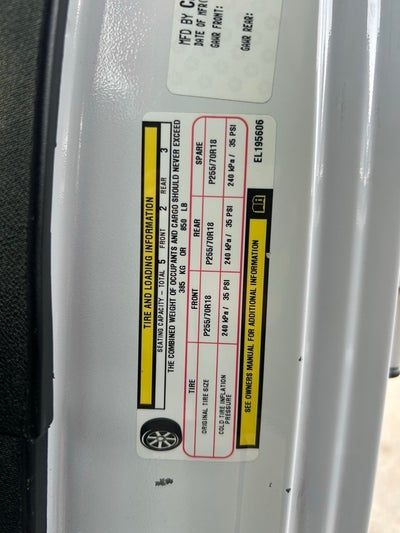 MFD BY
DATE OF MFR:
GAWR FRONT:
GAWR REAR:
TIRE AND LOADING INFORMATION
SEATING CAPACITY - TOTAL 5 FRONT 2 REAR 3
THE COMBINED WEIGHT OF OCCUPANTS AND CARGO SHOULD NEVER EXCEED
385 KG OR 850 LB
TIRE FRONT REAR SPARE
ORIGINAL TIRE SIZE P255/70R18 P255/70R18 P255/70R18
COLD TIRE INFLATION PRESSURE 240 kPa / 35 PSI 240 kPa / 35 PSI 240 kPa / 35 PSI
SEE OWNERS MANUAL FOR ADDITIONAL INFORMATION
EL195606